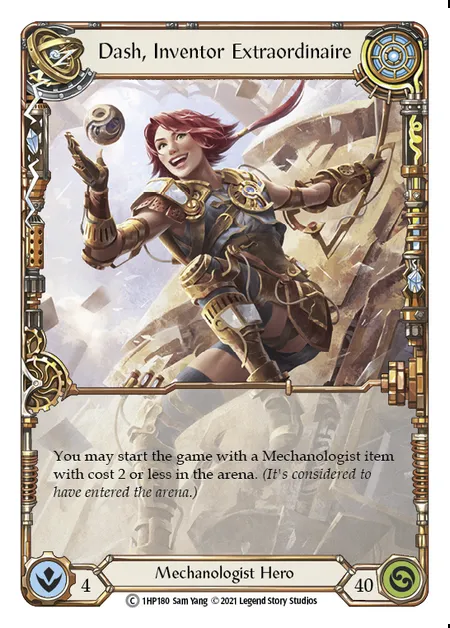 Dash, Inventor Extraordinaire
You may start the game with a Mechanologist item
with cost 2 or less in the arena. (It's considered to
have entered the arena.)
Mechanologist Hero
4
40
C 1HP180 Sam Yang © 2021 Legend Story Studios